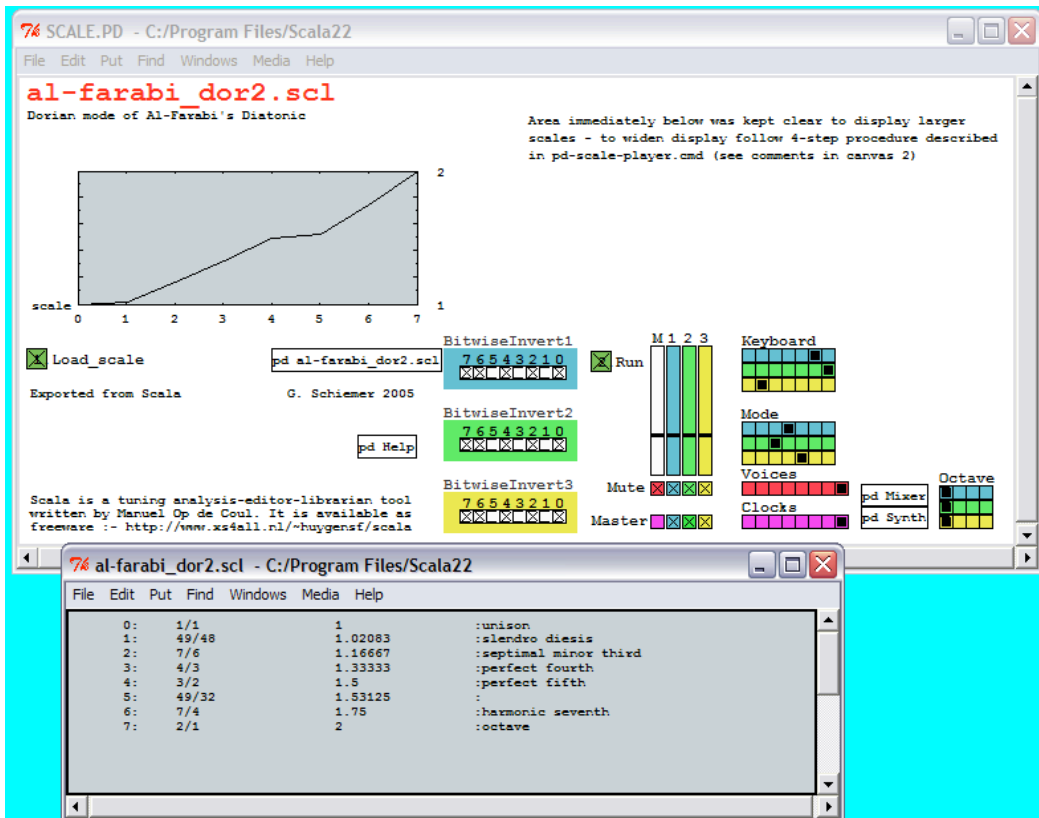 SCALE.PD - C:/Program Files/Scala22
File Edit Put Find Windows Media Help
al-farabi_dor2.scl
Dorian mode of Al-Farabi's Diatonic
Area immediately below was kept clear to display larger
scales - to widen display follow 4-step procedure described
in pd-scale-player.cmd (see comments in canvas 2)
2
scale
1
0 1 2 3 4 5 6 7
Load_scale
pd al-farabi_dor2.scl
Exported from Scala
G. Schiemer 2005
pd Help
Scala is a tuning analysis-editor-librarian tool
written by Manuel Op de Coul. It is available as
freeware :- http://www.xs4all.nl/~huygensf/scala
BitwiseInvert1
7 6 5 4 3 2 1 0
BitwiseInvert2
7 6 5 4 3 2 1 0
BitwiseInvert3
7 6 5 4 3 2 1 0
Run
M 1 2 3
Mute
Master
Keyboard
Mode
Voices
Clocks
pd Mixer
pd Synth
Octave
al-farabi_dor2.scl - C:/Program Files/Scala22
File Edit Put Find Windows Media Help
0: 1/1 1 :unison
1: 49/48 1.02083 :slendro diesis
2: 7/6 1.16667 :septimal minor third
3: 4/3 1.33333 :perfect fourth
4: 3/2 1.5 :perfect fifth
5: 49/32 1.53125 :
6: 7/4 1.75 :harmonic seventh
7: 2/1 2 :octave